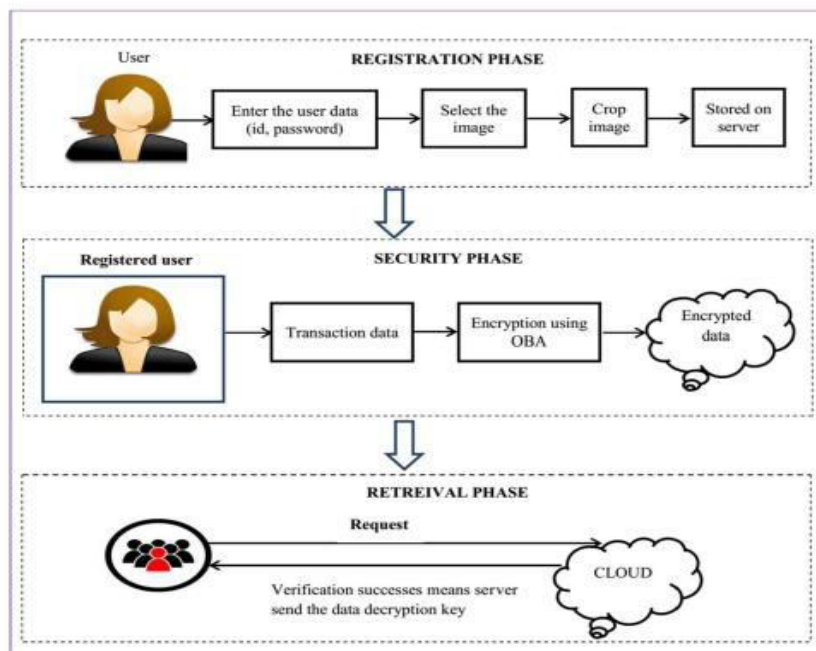 User
REGISTRATION PHASE
Enter the user data
(id, password)
Select the
image
Crop
image
Stored on
server
Registered user
SECURITY PHASE
Transaction data
Encryption using
OBA
Encrypted
data
RETREIVAL PHASE
Request
CLOUD
Verification successes means server
send the data decryption key